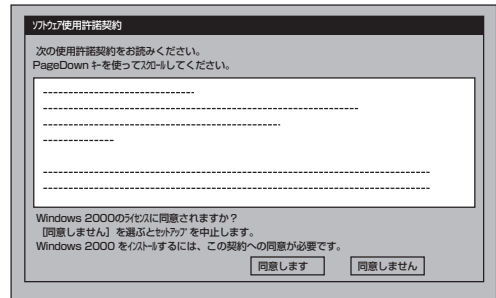 ソフトウェア使用許諾契約
次の使用許諾契約をお読みください。
PageDown キーを使ってスクロールしてください。
Windows 2000のライセンスに同意されますか？
［同意しません］を選ぶとセットアップを中止します。
Windows 2000 をインストールするには、この契約への同意が必要です。
同意します 同意しません